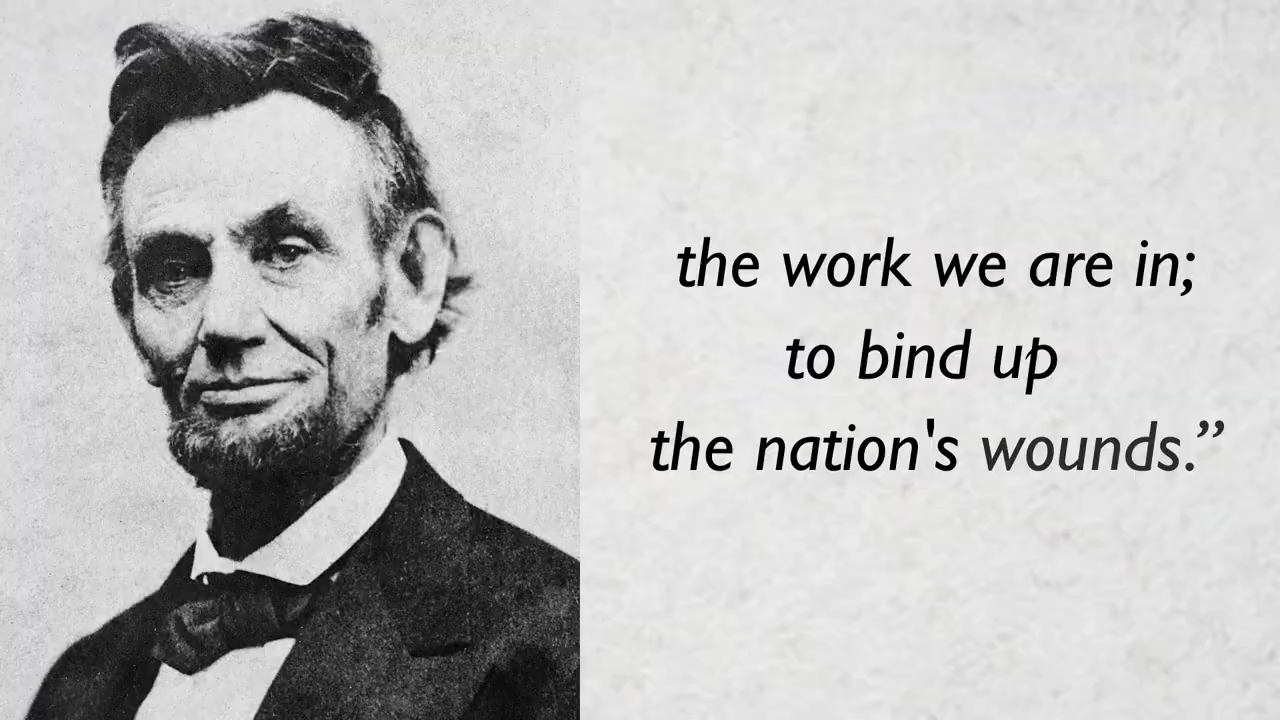 the work we are in;
to bind up
the nation's wounds.”